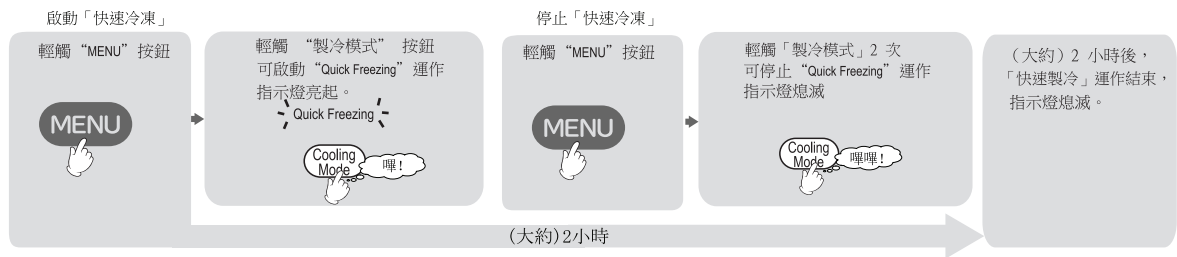 啟動「快速冷凍」
輕觸 “MENU” 按鈕
MENU
輕觸 “製冷模式” 按鈕
可啟動 “Quick Freezing” 運作
指示燈亮起。
Quick Freezing
Cooling
Mode
嗶!
停止「快速冷凍」
輕觸 “MENU” 按鈕
MENU
輕觸「製冷模式」2 次
可停止 “Quick Freezing” 運作
指示燈熄滅
Cooling
Mode
嗶嗶!
(大約) 2 小時後，
「快速製冷」運作結束，
指示燈熄滅。
(大約)2小時